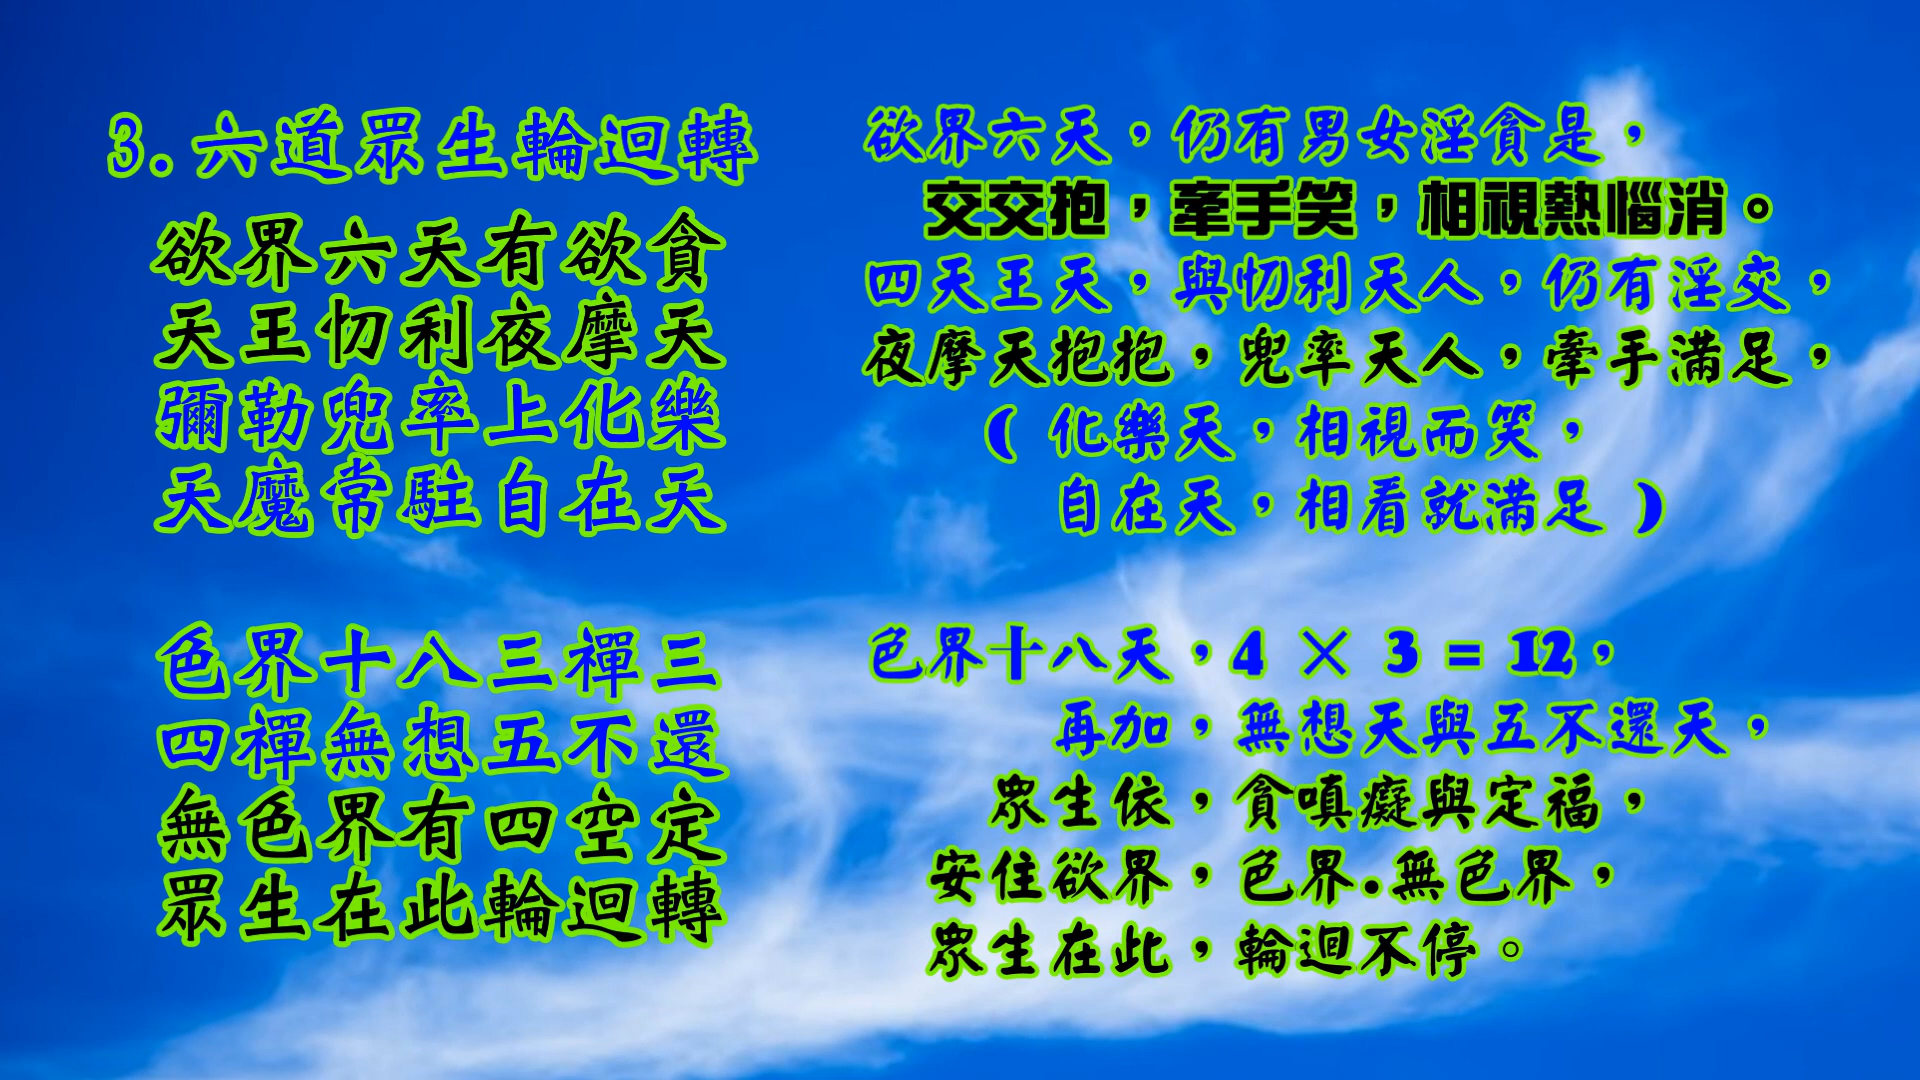 3.六道眾生輪迴轉
欲界六天有欲貪
天王忉利夜摩天
彌勒兜率上化樂
天魔常駐自在天
色界十八三禪三
四禪無想五不還
無色界有四空定
眾生在此輪迴轉
欲界六天，仍有男女淫貪是，
交交抱，牽手笑，相視熱惱消。
四天王天，與忉利天人，仍有淫交，
夜摩天抱抱，兜率天人，牽手滿足，
( 化樂天，相視而笑，
自在天，相看就滿足 )
色界十八天，4 × 3 = 12，
再加，無想天與五不還天，
眾生依，貪嗔癡與定福，
安住欲界，色界.無色界，
眾生在此，輪迴不停。